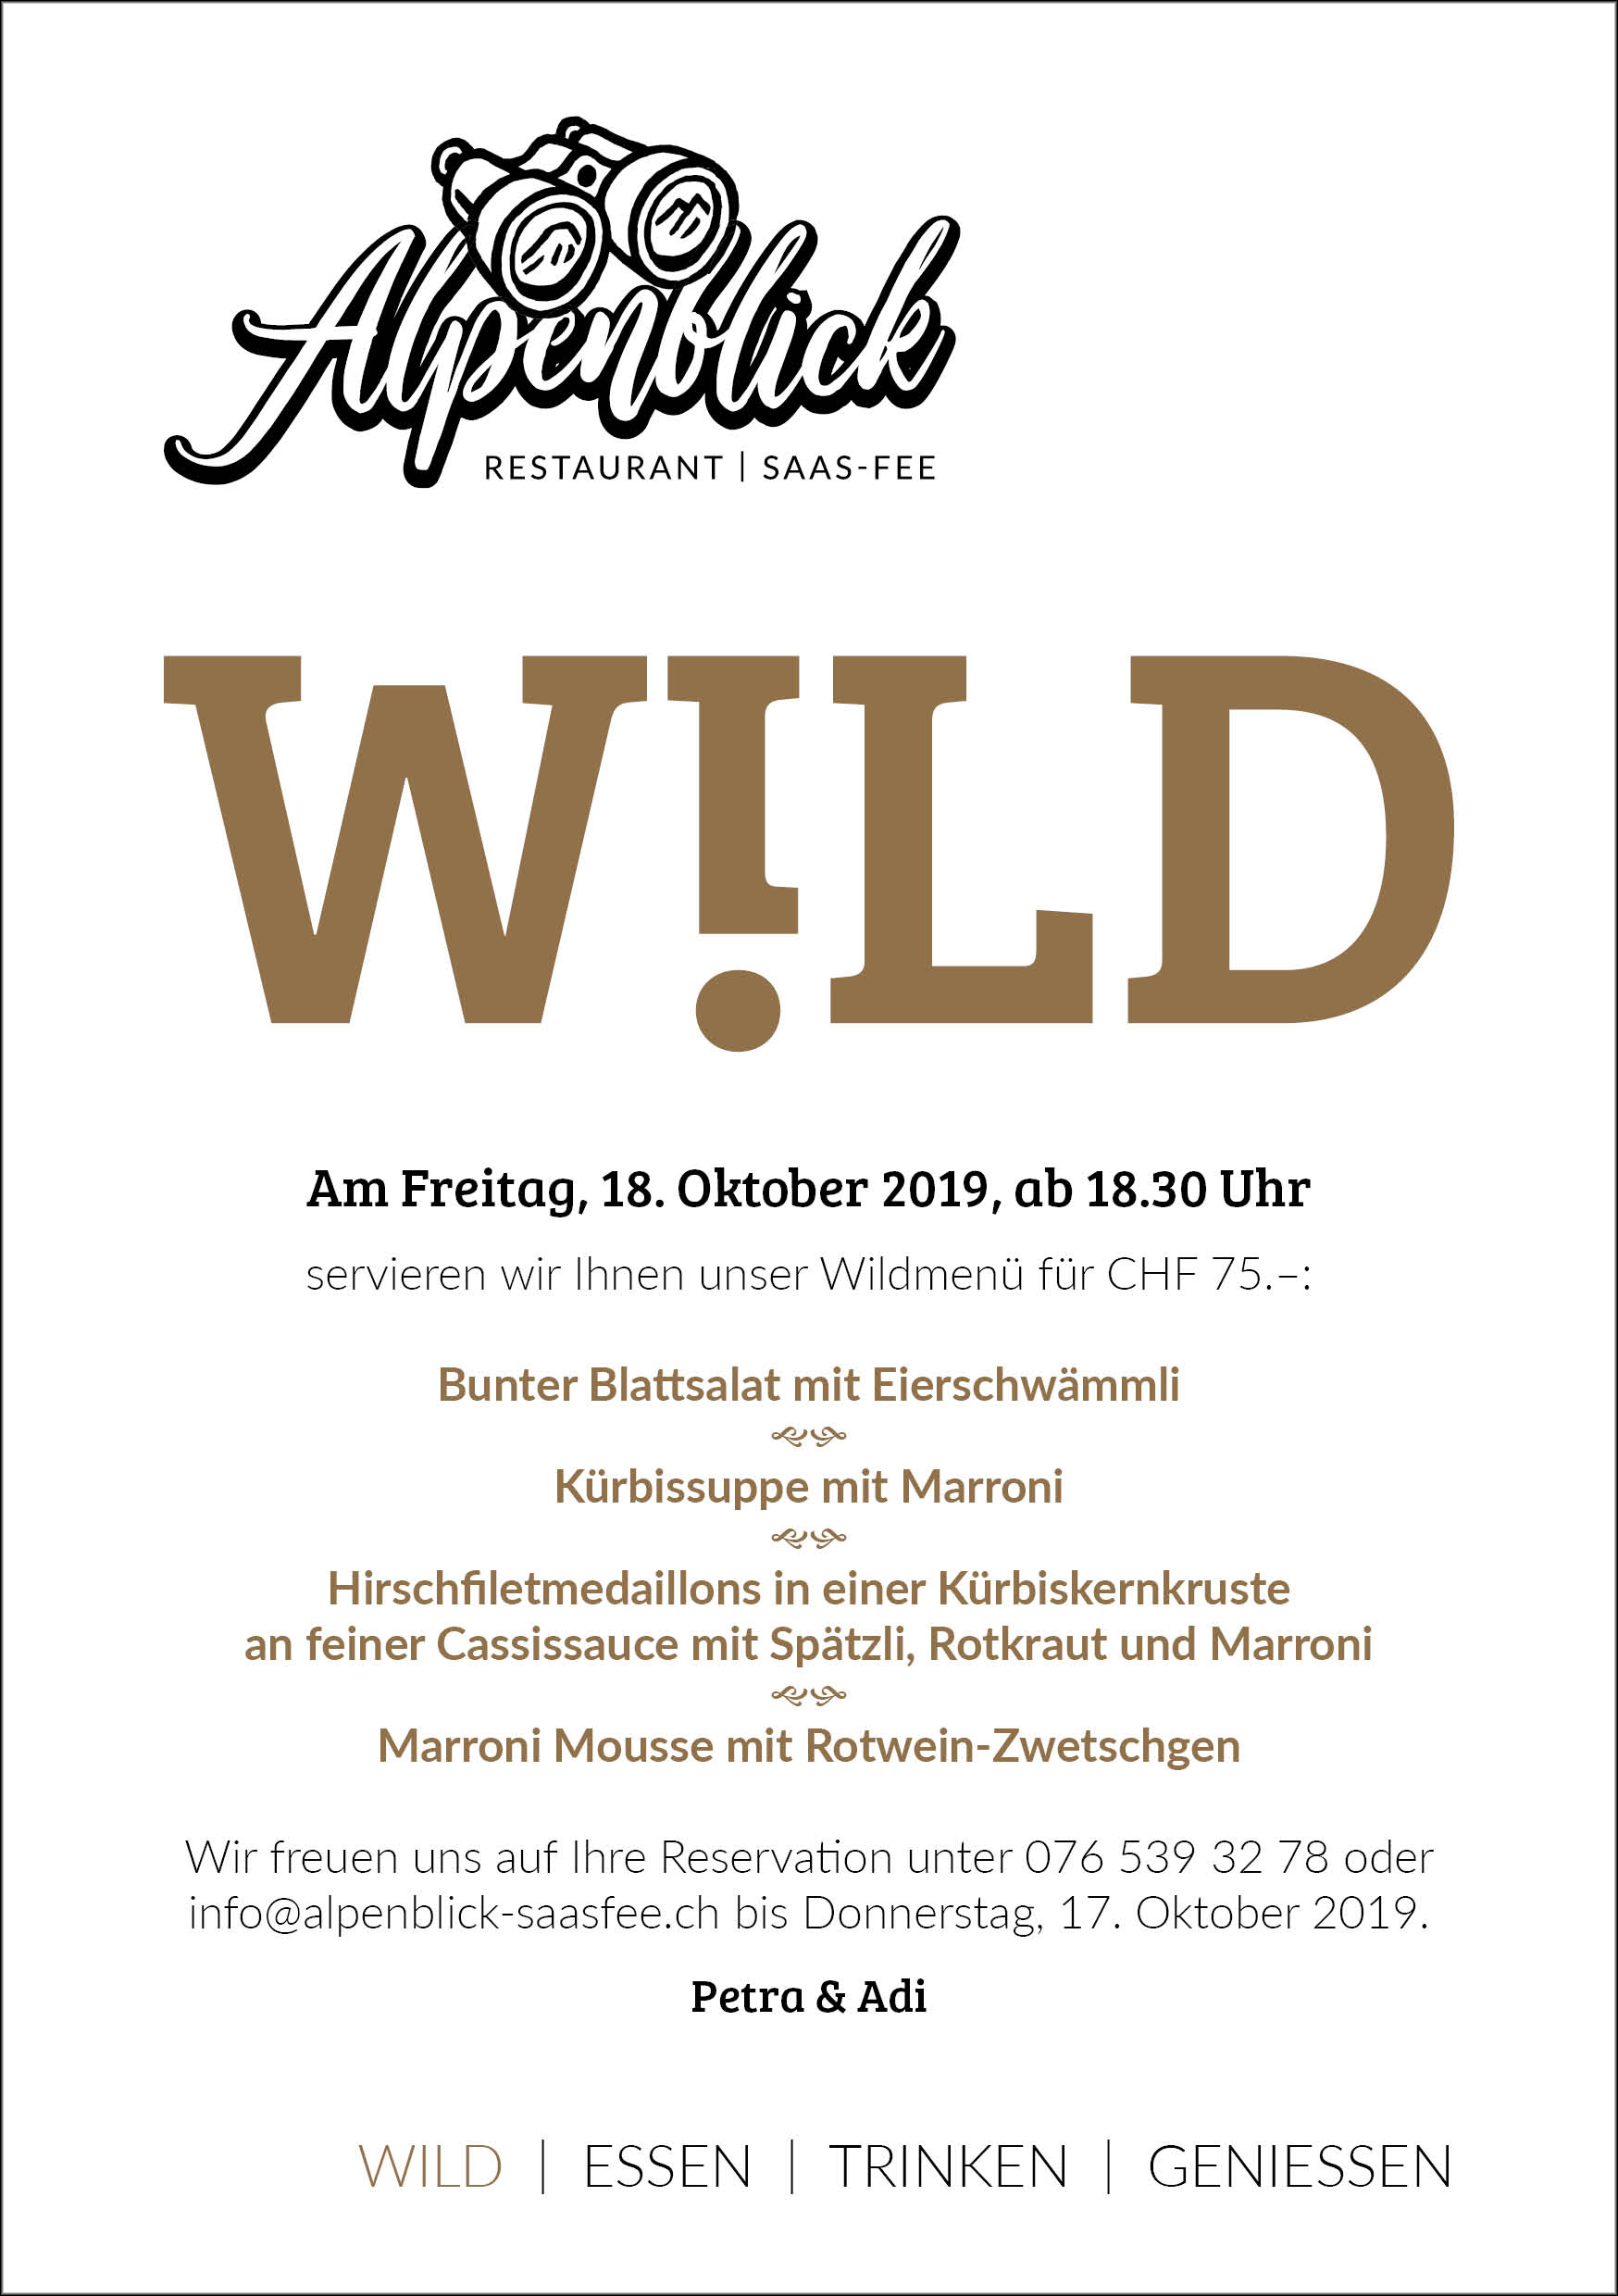 Alpenblick
RESTAURANT | SAAS-FEE
W!LD
Am Freitag, 18. Oktober 2019, ab 18.30 Uhr
servieren wir Ihnen unser Wildmenü für CHF 75.–:
Bunter Blattsalat mit Eierschwämmli
Kürbissuppe mit Marroni
Hirschfiletmedaillons in einer Kürbiskernkruste
an feiner Cassissauce mit Spätzli, Rotkraut und Marroni
Marroni Mousse mit Rotwein-Zwetschgen
Wir freuen uns auf Ihre Reservation unter 076 539 32 78 oder
info@alpenblick-saasfee.ch bis Donnerstag, 17. Oktober 2019.
Petra & Adi
WILD | ESSEN | TRINKEN | GENIESSEN